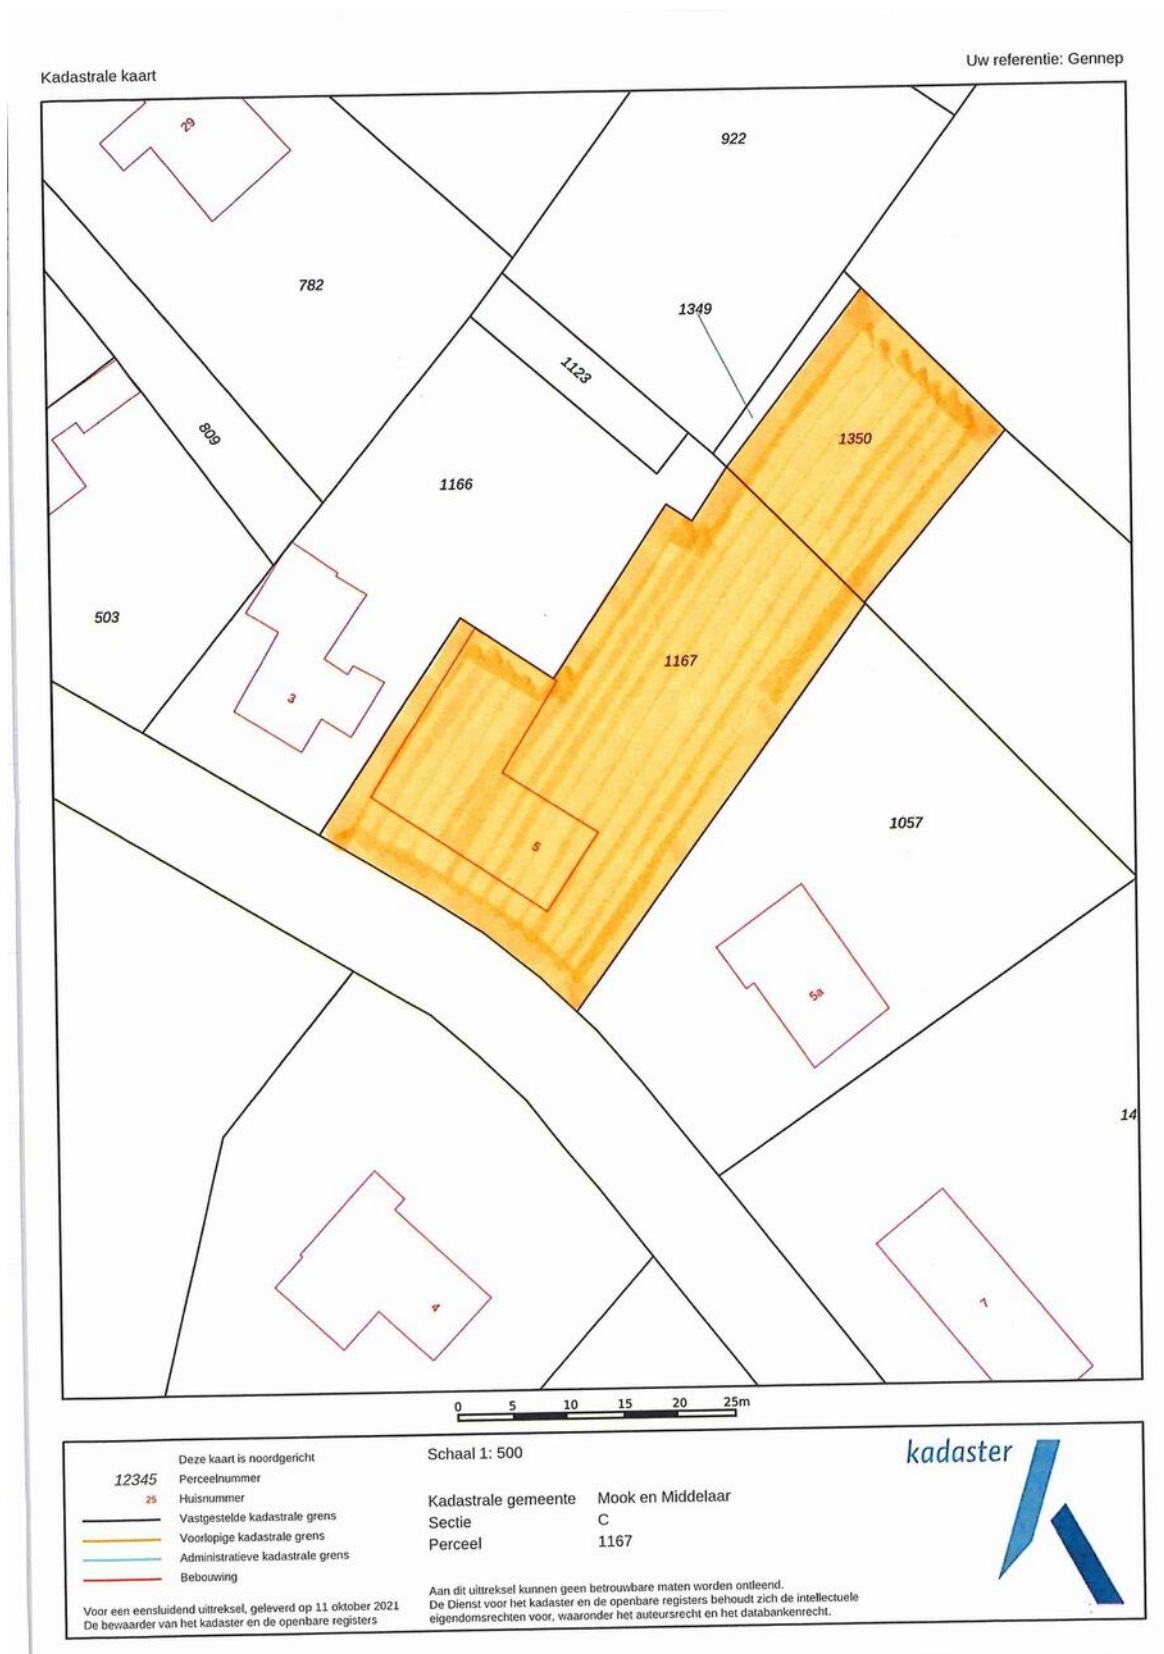 Kadastrale kaart
Uw referentie: Gennep
29
922
782
1349
1123
809
1350
1166
503
1167
3
5
1057
5a
14
4
7
0 5 10 15 20 25m
Deze kaart is noordgericht
12345 Perceelnummer
25 Huisnummer
Vastgestelde kadastrale grens
Voorlopige kadastrale grens
Administratieve kadastrale grens
Bebouwing
Voor een eensluidend uittreksel, geleverd op 11 oktober 2021
De bewaarder van het kadaster en de openbare registers
Schaal 1: 500
Kadastrale gemeente Mook en Middelaar
Sectie C
Perceel 1167
Aan dit uittreksel kunnen geen betrouwbare maten worden ontleend.
De Dienst voor het kadaster en de openbare registers behoudt zich de intellectuele
eigendomsrechten voor, waaronder het auteursrecht en het databankenrecht.
kadaster